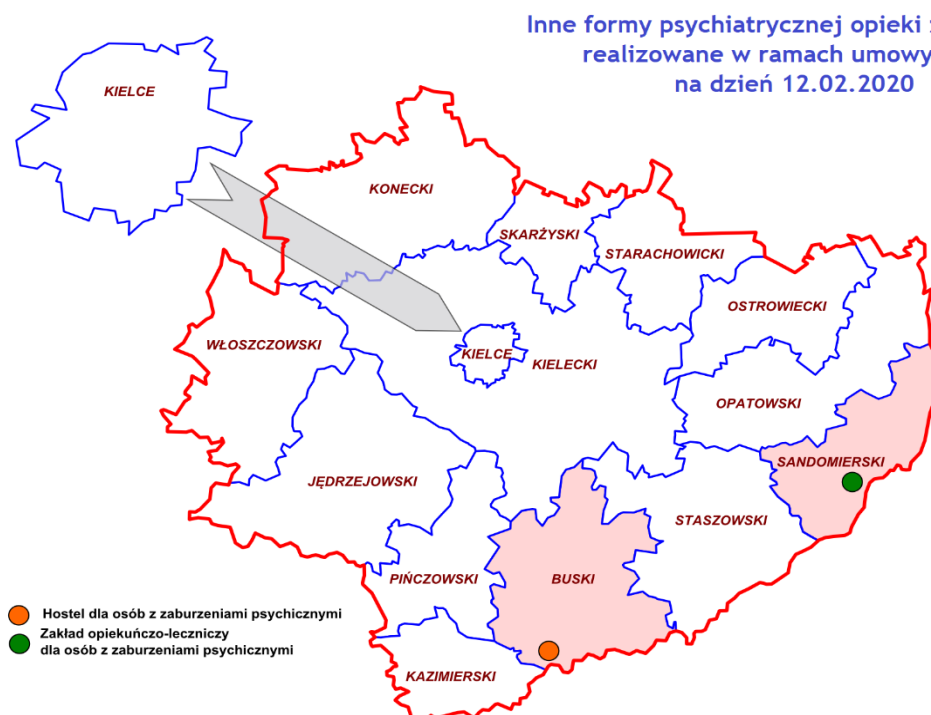 Inne formy psychiatrycznej opieki
realizowane w ramach umowy
na dzień 12.02.2020
KIELCE
KONECKI
SKARŻYSKI
STARACHOWICKI
OSTROWIECKI
WŁOSZCZOWSKI
KIELCE
KIELECKI
OPATOWSKI
SANDOMIERSKI
JĘDRZEJOWSKI
STASZOWSKI
PIŃCZOWSKI
BUSKI
Hostel dla osób z zaburzeniami psychicznymi
Zakład opiekuńczo-leczniczy
dla osób z zaburzeniami psychicznymi
KAZIMIERSKI